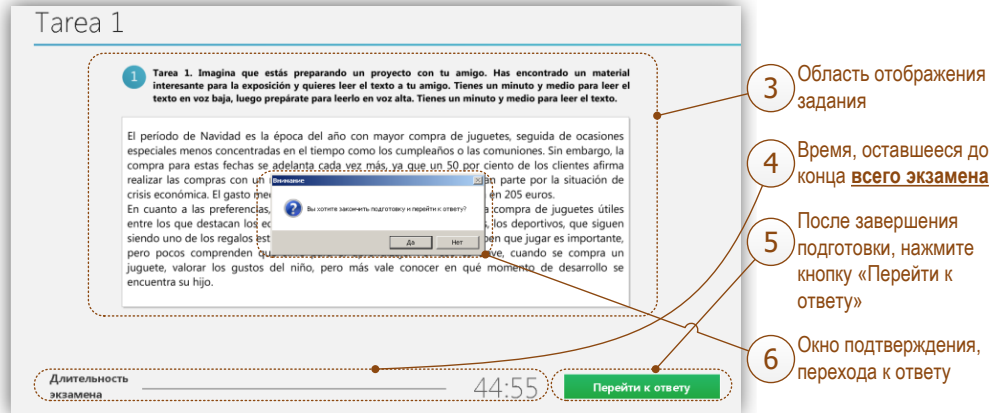 Tarea 1
1
Tarea 1. Imagina que estás preparando un proyecto con tu amigo. Has encontrado un material
interesante para la exposición y quieres leer el texto a tu amigo. Tienes un minuto y medio para leer el
texto en voz baja, luego prepárate para leerlo en voz alta. Tienes un minuto y medio para leer el texto.
El período de Navidad es la época del año con mayor compra de juguetes, seguida de ocasiones
especiales menos concentradas en el tiempo como los cumpleaños o las comuniones. Sin embargo, la
compra para estas fechas se adelanta cada vez más, ya que un 50 por ciento de los clientes afirma
realizar las compras con un parte por la situación de
crisis económica. El gasto en 205 euros.
En cuanto a las preferencias, compra de juguetes útiles
entre los que destacan los los deportivos, que siguen
siendo uno de los regalos que jugar es importante,
pero pocos comprenden cuando se compra un
juguete, valorar los gustos del niño, pero más vale conocer en qué momento de desarrollo se
encuentra su hijo.
Внимание
Вы хотите закончить подготовку и перейти к ответу?
Да
Нет
Длительность
экзамена
44:55
Перейти к ответу
3
Область отображения
задания
4
Время, оставшееся до
конца всего экзамена
5
После завершения
подготовки, нажмите
кнопку «Перейти к
ответу»
6
Окно подтверждения,
перехода к ответу